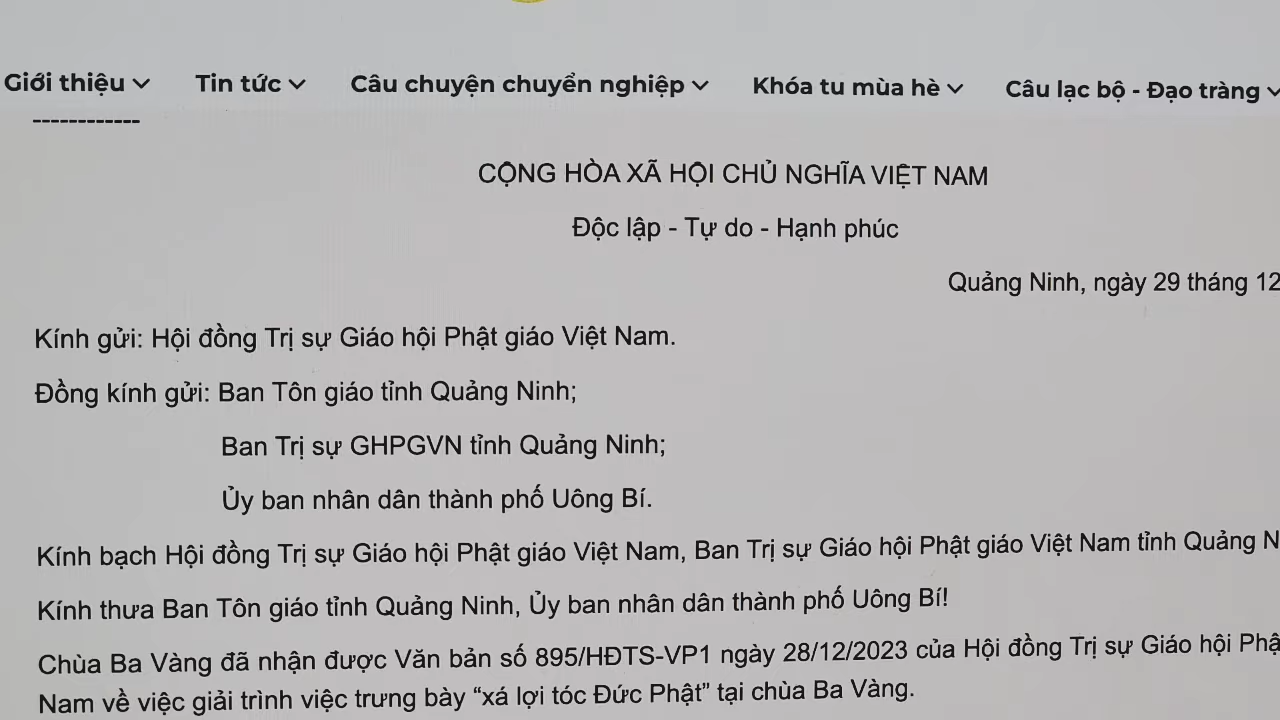 Giới thiệu Tin tức Câu chuyện chuyển nghiệp Khóa tu mùa hè Câu lạc bộ - Đạo tràng
------------
CỘNG HÒA XÃ HỘI CHỦ NGHĨA VIỆT NAM
Độc lập - Tự do - Hạnh phúc
Quảng Ninh, ngày 29 tháng 12
Kính gửi: Hội đồng Trị sự Giáo hội Phật giáo Việt Nam.
Đồng kính gửi: Ban Tôn giáo tỉnh Quảng Ninh;
Ban Trị sự GHPGVN tỉnh Quảng Ninh;
Ủy ban nhân dân thành phố Uông Bí.
Kính bạch Hội đồng Trị sự Giáo hội Phật giáo Việt Nam, Ban Trị sự Giáo hội Phật giáo Việt Nam tỉnh Quảng N
Kính thưa Ban Tôn giáo tỉnh Quảng Ninh, Ủy ban nhân dân thành phố Uông Bí!
Chùa Ba Vàng đã nhận được Văn bản số 895/HĐTS-VP1 ngày 28/12/2023 của Hội đồng Trị sự Giáo hội Phậ
Nam về việc giải trình việc trưng bày “xá lợi tóc Đức Phật” tại chùa Ba Vàng.